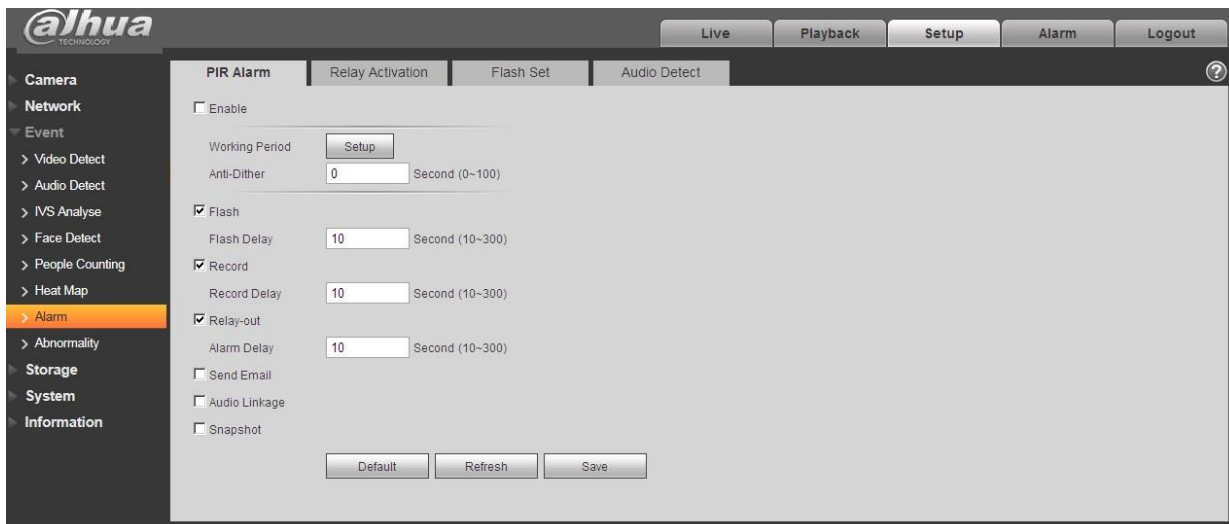 alhua
TECHNOLOGY
Live Playback Setup Alarm Logout
PIR Alarm Relay Activation Flash Set Audio Detect ?
Camera
Network
Event
> Video Detect
> Audio Detect
> IVS Analyse
> Face Detect
> People Counting
> Heat Map
> Alarm
> Abnormality
Storage
System
Information
Enable
Working Period Setup
Anti-Dither 0 Second (0~100)
Flash
Flash Delay 10 Second (10~300)
Record
Record Delay 10 Second (10~300)
Relay-out
Alarm Delay 10 Second (10~300)
Send Email
Audio Linkage
Snapshot
Default Refresh Save